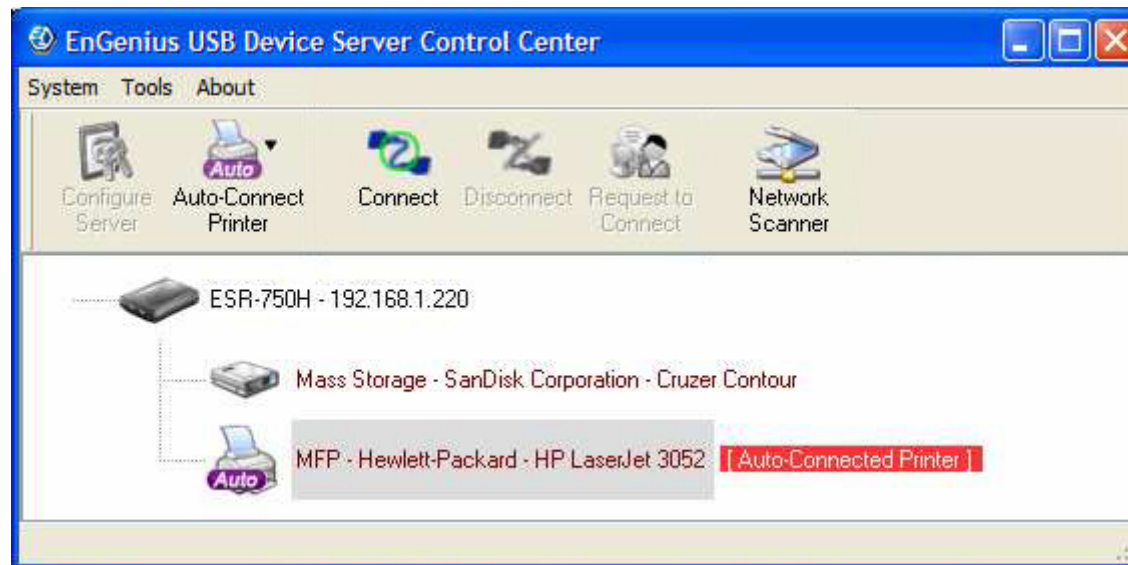 EnGenius USB Device Server Control Center
System Tools About
Configure Server
Auto
Auto-Connect Printer
Connect
Disconnect
Request to Connect
Network Scanner
ESR-750H - 192.168.1.220
Mass Storage - SanDisk Corporation - Cruzer Contour
Auto
MFP - Hewlett-Packard - HP LaserJet 3052 [ Auto-Connected Printer ]